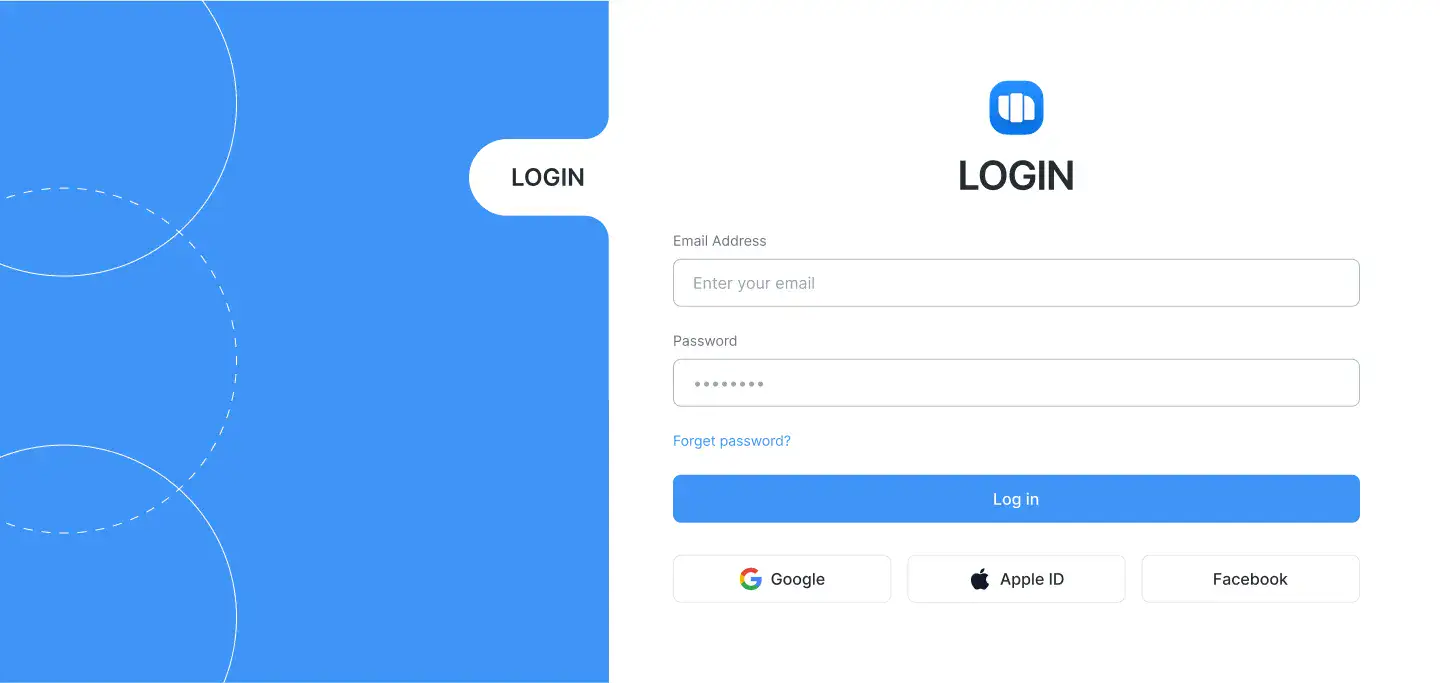 LOGIN
LOGIN
Email Address
Enter your email
Password
••••••••
Forget password?
Log in
Google
Apple ID
Facebook